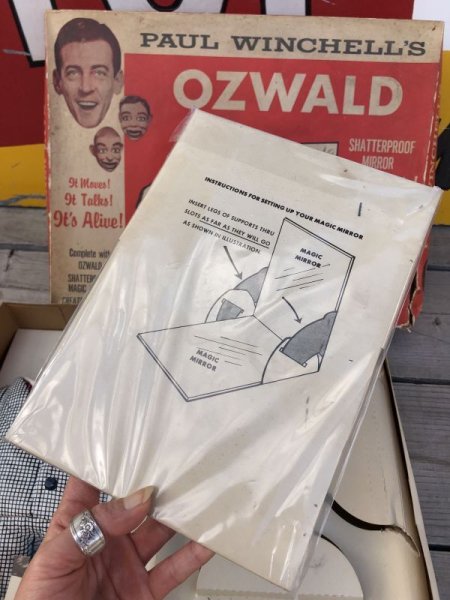 PAUL WINCHELL'S
OZWALD
SHATTERPROOF
MIRROR
It Moves!
It Talks!
It's Alive!
Complete with
OZWALD
MAGIC
INSTRUCTIONS FOR SETTING UP YOUR MAGIC MIRROR
INSERT LEGS OF SUPPORTS THRU
SLOTS AS FAR AS THEY WILL GO
AS SHOWN IN ILLUSTRATION
MAGIC
MIRROR
MAGIC
MIRROR